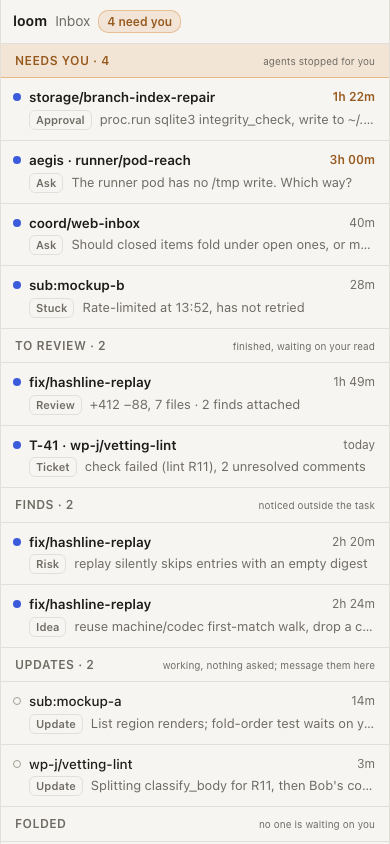 loom Inbox 4 need you
NEEDS YOU · 4 agents stopped for you
storage/branch-index-repair 1h 22m
Approval proc.run sqlite3 integrity_check, write to ~/....
aegis · runner/pod-reach 3h 00m
Ask The runner pod has no /tmp write. Which way?
coord/web-inbox 40m
Ask Should closed items fold under open ones, or m...
sub:mockup-b 28m
Stuck Rate-limited at 13:52, has not retried
TO REVIEW · 2 finished, waiting on your read
fix/hashline-replay 1h 49m
Review +412 −88, 7 files · 2 finds attached
T-41 · wp-j/vetting-lint today
Ticket check failed (lint R11), 2 unresolved comments
FINDS · 2 noticed outside the task
fix/hashline-replay 2h 20m
Risk replay silently skips entries with an empty digest
fix/hashline-replay 2h 24m
Idea reuse machine/codec first-match walk, drop a c...
UPDATES · 2 working, nothing asked; message them here
sub:mockup-a 14m
Update List region renders; fold-order test waits on y...
wp-j/vetting-lint 3m
Update Splitting classify_body for R11, then Bob's co...
FOLDED no one is waiting on you